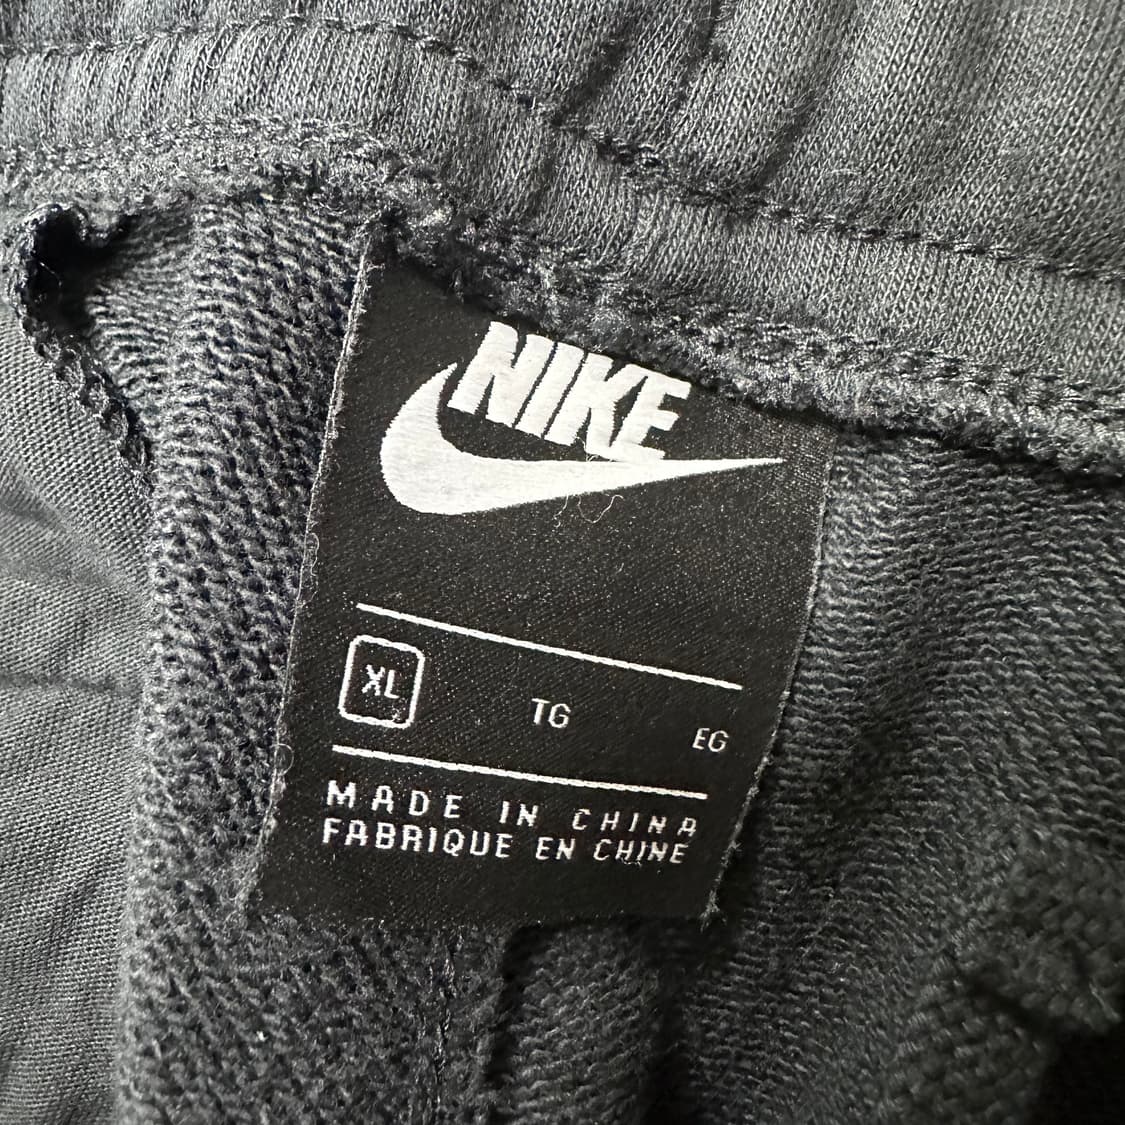 NIKE
XL TG EG
MADE IN CHINA
FABRIQUE EN CHINE